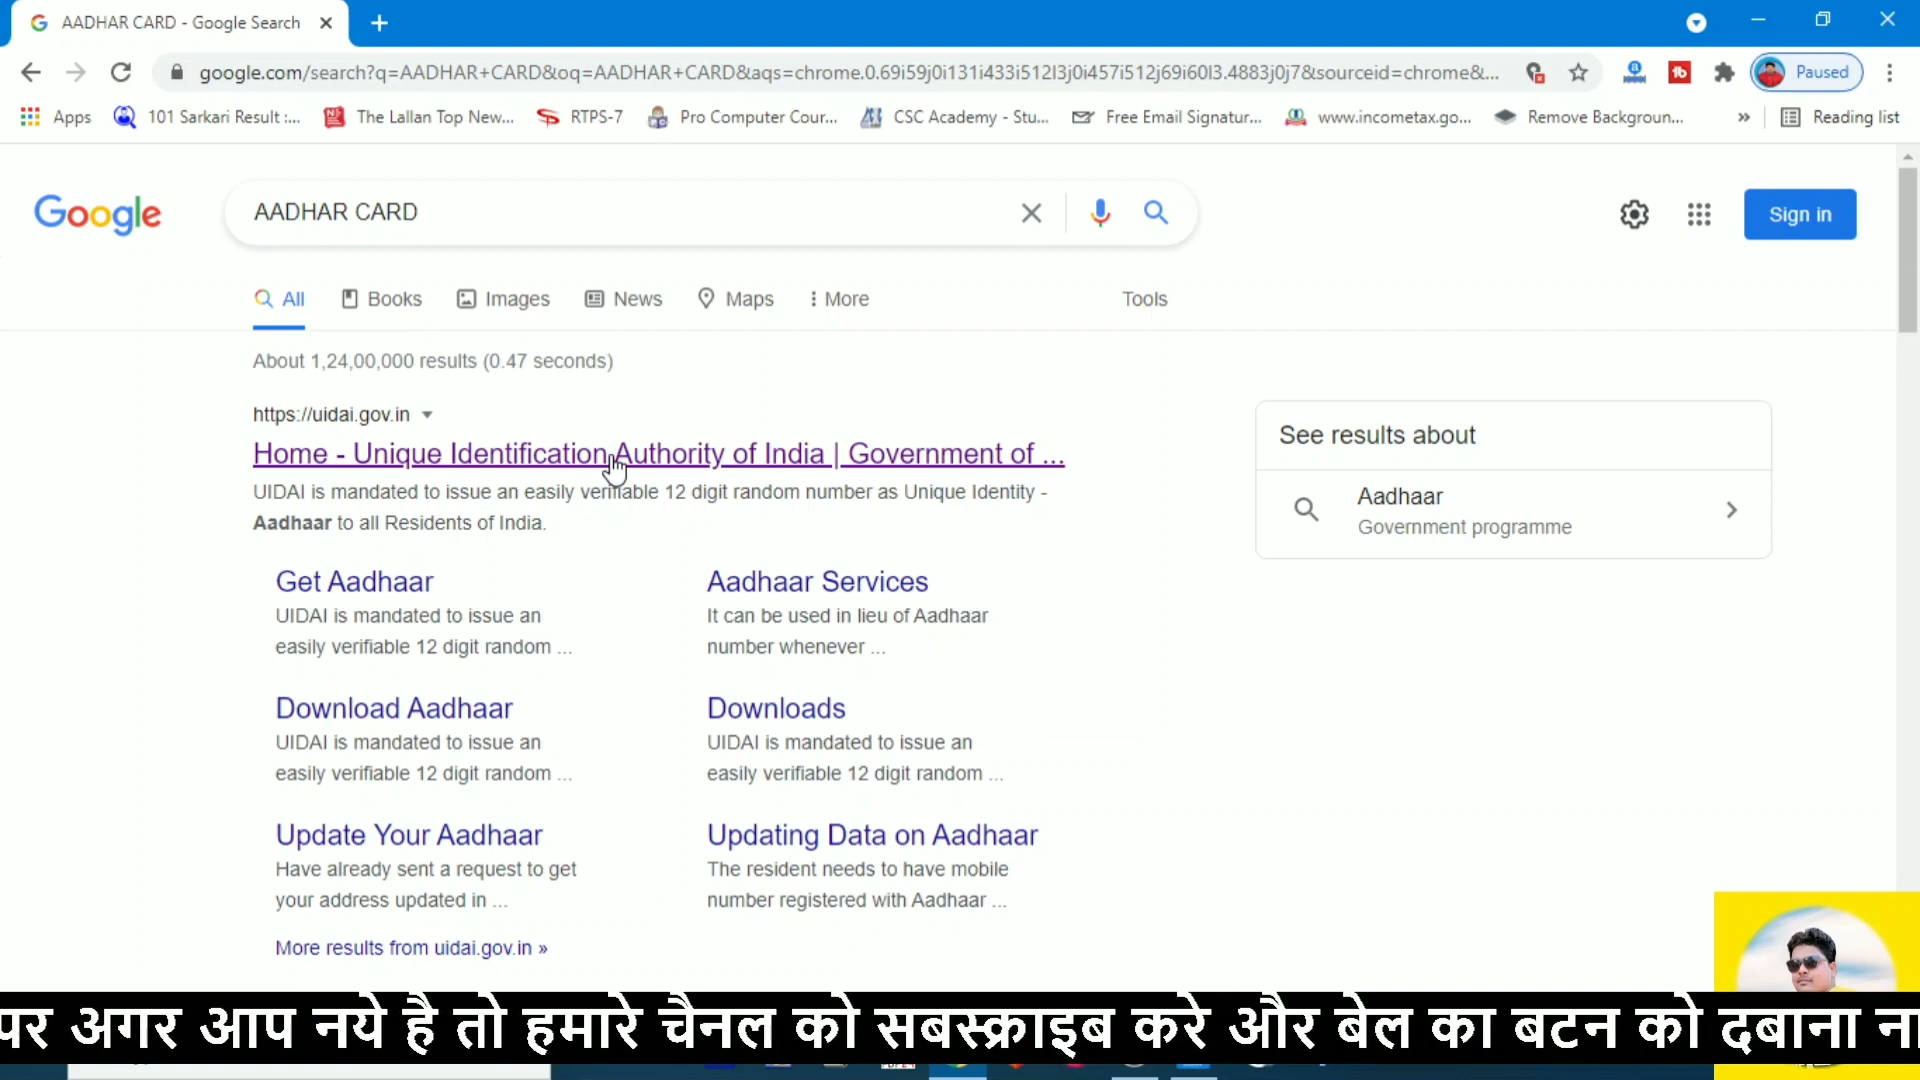 AADHAR CARD - Google Search
google.com/search?q=AADHAR+CARD&oq=AADHAR+CARD&aqs=chrome.0.69i59j0i131i433i512l3j0i457i512j69i60l3.4883j0j7&sourceid=chrome&...
Paused
Apps
101 Sarkari Result :...
The Lallan Top New...
RTPS-7
Pro Computer Cour...
CSC Academy - Stu...
Free Email Signatur...
www.incometax.go...
Remove Backgroun...
»
Reading list
Google
AADHAR CARD
Sign in
All
Books
Images
News
Maps
More
Tools
About 1,24,00,000 results (0.47 seconds)
https://uidai.gov.in
Home - Unique Identification Authority of India | Government of ...
UIDAI is mandated to issue an easily verifiable 12 digit random number as Unique Identity -
Aadhaar to all Residents of India.
See results about
Aadhaar
Government programme
Get Aadhaar
UIDAI is mandated to issue an
easily verifiable 12 digit random ...
Aadhaar Services
It can be used in lieu of Aadhaar
number whenever ...
Download Aadhaar
UIDAI is mandated to issue an
easily verifiable 12 digit random ...
Downloads
UIDAI is mandated to issue an
easily verifiable 12 digit random ...
Update Your Aadhaar
Have already sent a request to get
your address updated in ...
Updating Data on Aadhaar
The resident needs to have mobile
number registered with Aadhaar ...
More results from uidai.gov.in »
पर अगर आप नये है तो हमारे चैनल को सबस्क्राइब करे और बेल का बटन को दबाना ना